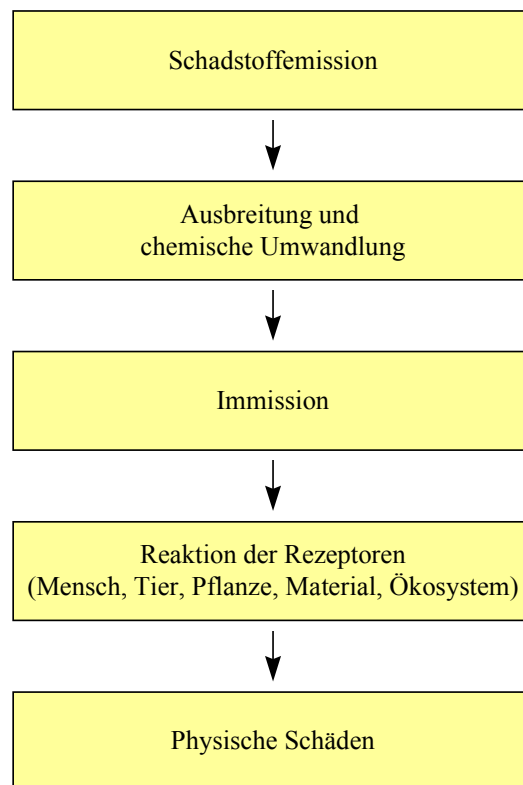 Schadstoffemission
Ausbreitung und
chemische Umwandlung
Immission
Reaktion der Rezeptoren
(Mensch, Tier, Pflanze, Material, Ökosystem)
Physische Schäden